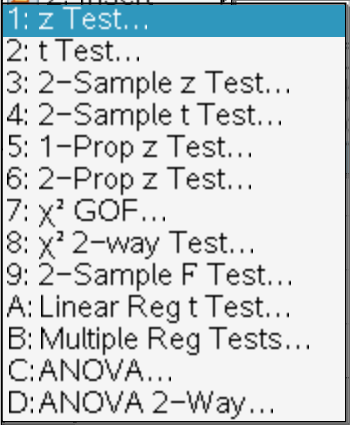 2: Insert
1: z Test...
2: t Test...
3: 2-Sample z Test...
4: 2-Sample t Test...
5: 1-Prop z Test...
6: 2-Prop z Test...
7: χ² GOF...
8: χ² 2-way Test...
9: 2-Sample F Test...
A: Linear Reg t Test...
B: Multiple Reg Tests...
C:ANOVA...
D:ANOVA 2-Way...